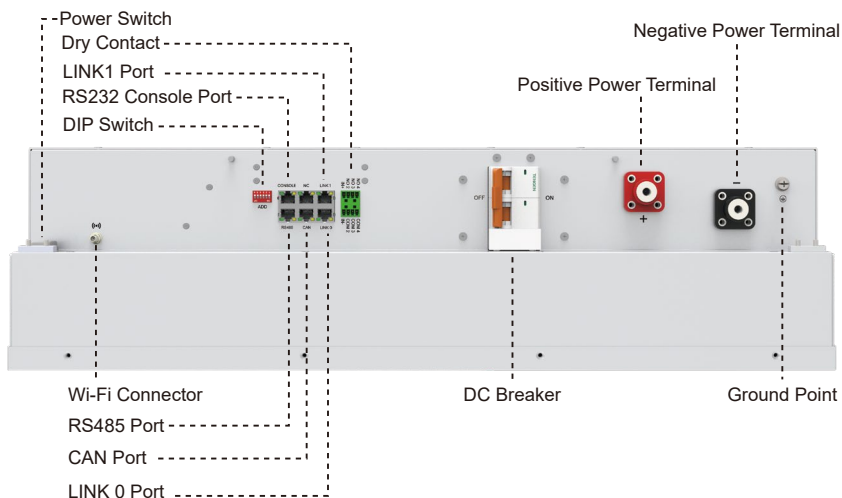 Power Switch
Dry Contact
LINK1 Port
RS232 Console Port
DIP Switch
Negative Power Terminal
Positive Power Terminal
CONSOLE NC LINK1
ADD
RS485 CAN LINK 0
OFF
ON
+
−
Wi-Fi Connector
RS485 Port
CAN Port
LINK 0 Port
DC Breaker
Ground Point